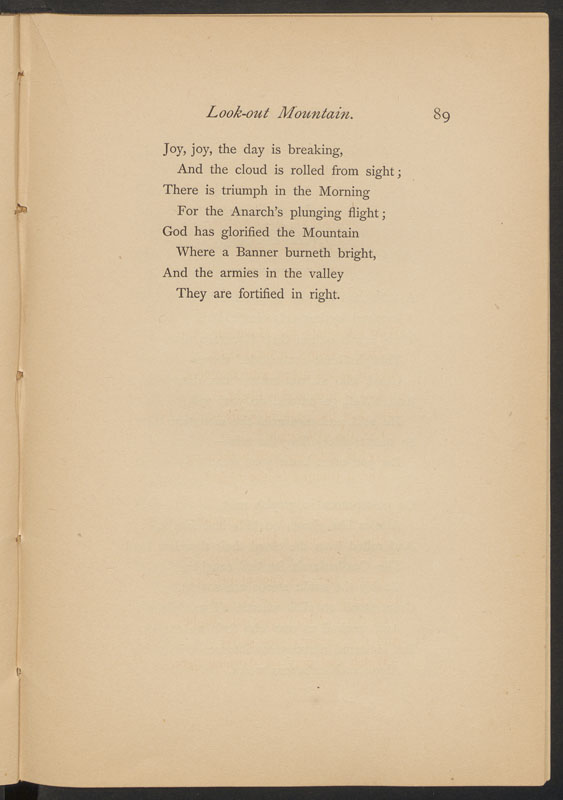 Look-out Mountain. 89
Joy, joy, the day is breaking,
And the cloud is rolled from sight;
There is triumph in the Morning
For the Anarch's plunging flight;
God has glorified the Mountain
Where a Banner burneth bright,
And the armies in the valley
They are fortified in right.